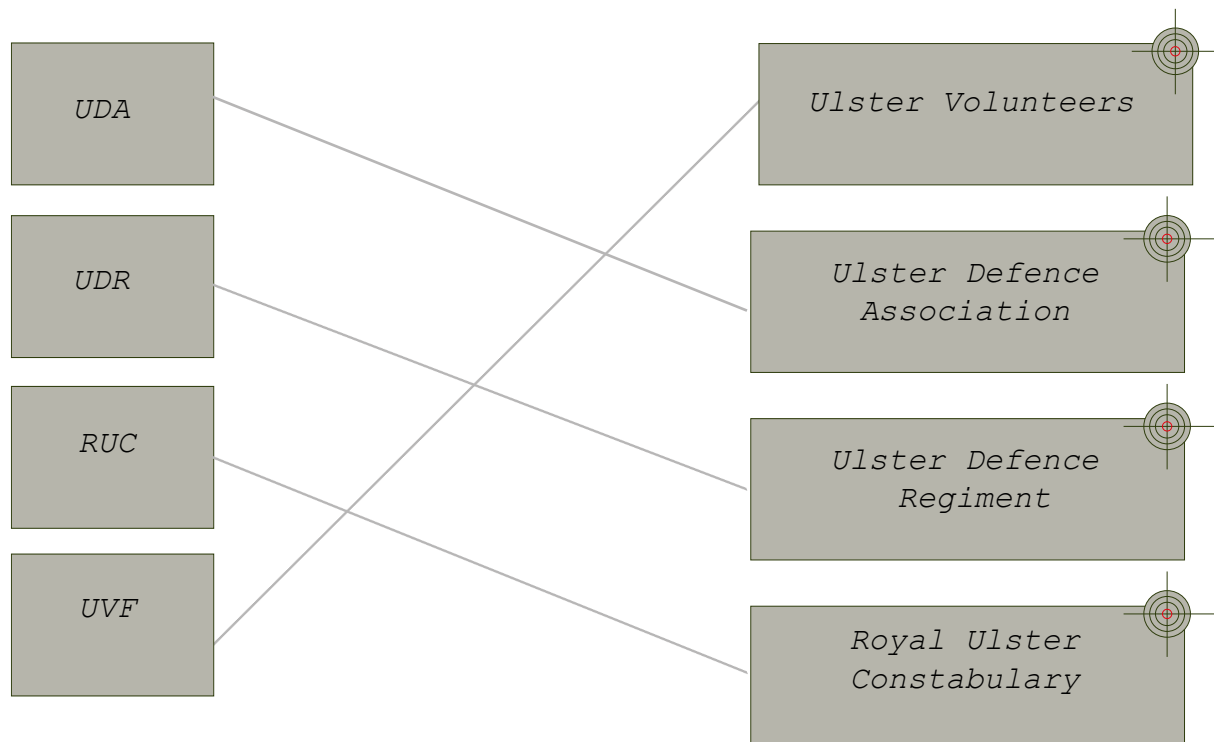 UDA
UDR
RUC
UVF
Ulster Volunteers
Ulster Defence
Association
Ulster Defence
Regiment
Royal Ulster
Constabulary